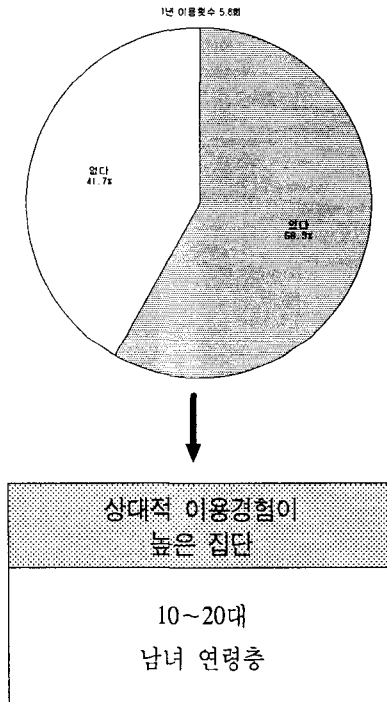 1년 이용횟수 5.8회
없다
41.7%
상대적 이용경험이
높은 집단
10~20대
남녀 연령층